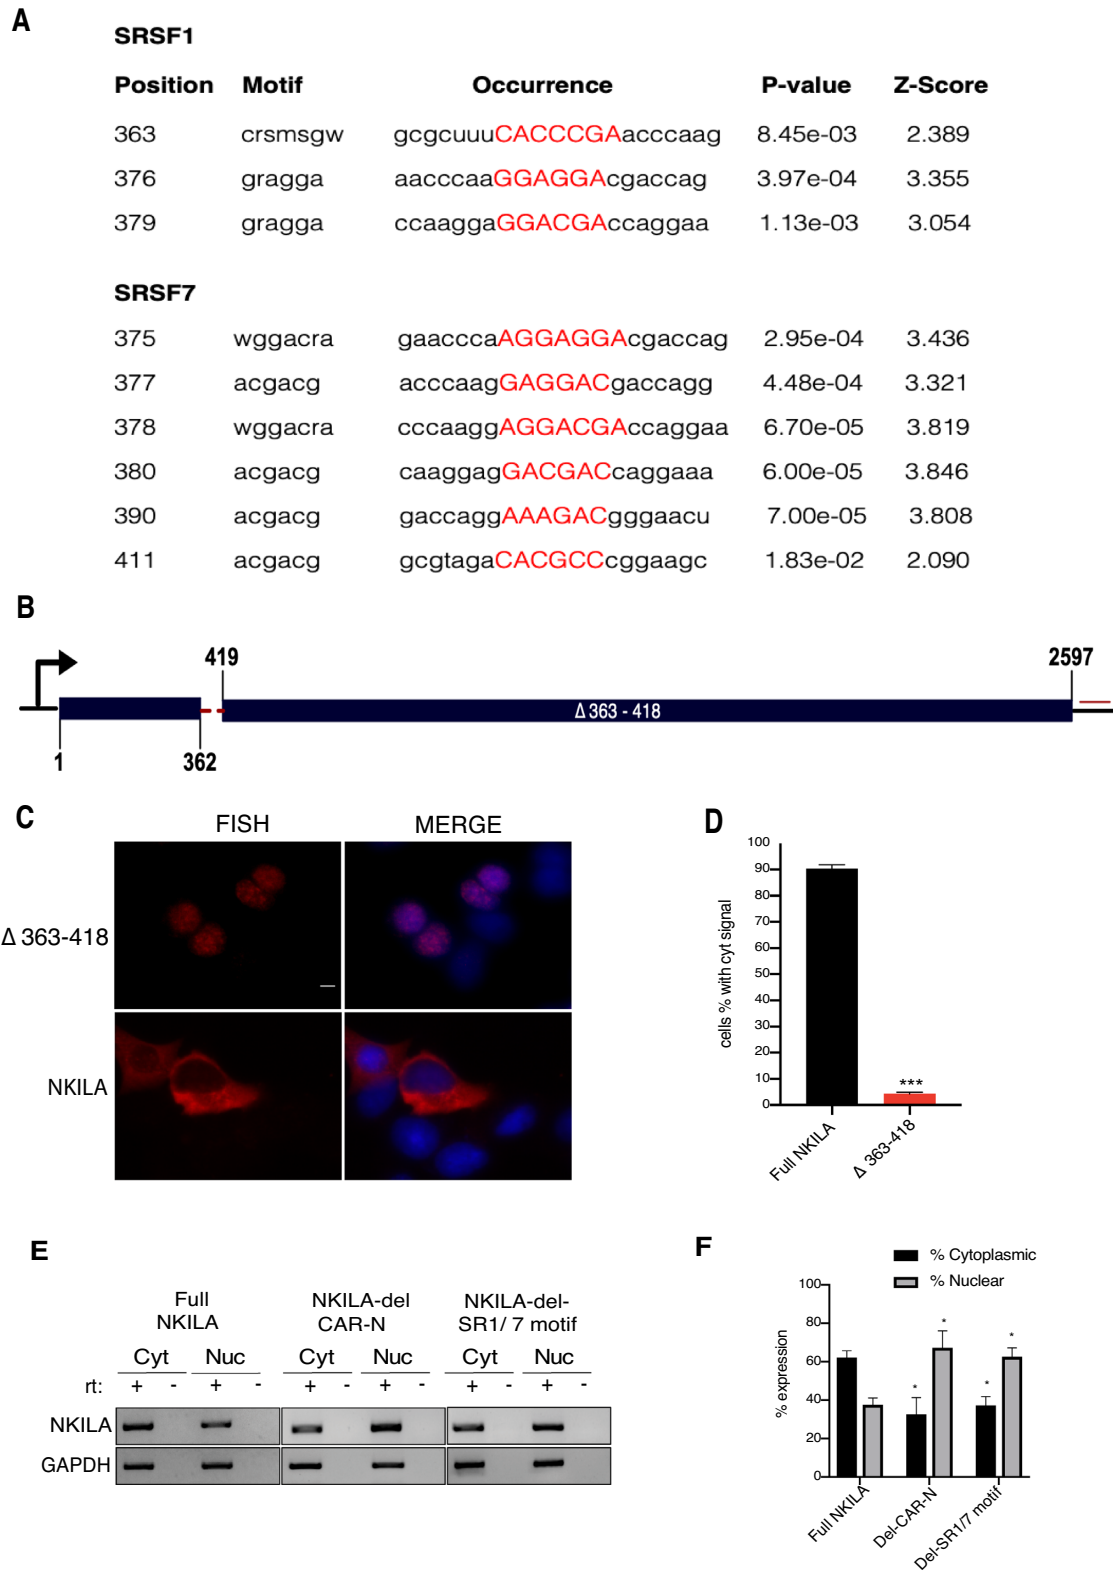 A
SRSF1
Position Motif Occurrence P-value Z-Score
363 crsmsgw gcgcuuuCACCCGAacccaag 8.45e-03 2.389
376 gragga aacccaaGGAGGAcgaccag 3.97e-04 3.355
379 gragga ccaaggaGGACGAccaggaa 1.13e-03 3.054
SRSF7
375 wggacra gaacccaAGGAGGAcgaccag 2.95e-04 3.436
377 acgacg acccaagGAGGACgaccagg 4.48e-04 3.321
378 wggacra cccaaggAGGACGAccaggaa 6.70e-05 3.819
380 acgacg caaggagGACGACcaggaaa 6.00e-05 3.846
390 acgacg gaccaggAAAGACgggaacu 7.00e-05 3.808
411 acgacg gcgtagaCACGCCcggaagc 1.83e-02 2.090
B
419 2597
Δ 363 - 418
1 362
C
FISH MERGE
Δ 363-418
NKILA
D
100
90
80
70
60
50
40
30
20
10
0
cells % with cyt signal
***
Full NKILA
Δ 363-418
E
Full NKILA
NKILA-del CAR-N
NKILA-del-SR1/ 7 motif
Cyt Nuc Cyt Nuc Cyt Nuc
rt: + - + - + - + - + - + -
NKILA
GAPDH
F
% Cytoplasmic
% Nuclear
100
80
60
40
20
0
% expression
* * * *
Full NKILA
Del-CAR-N
Del-SR1/7 motif